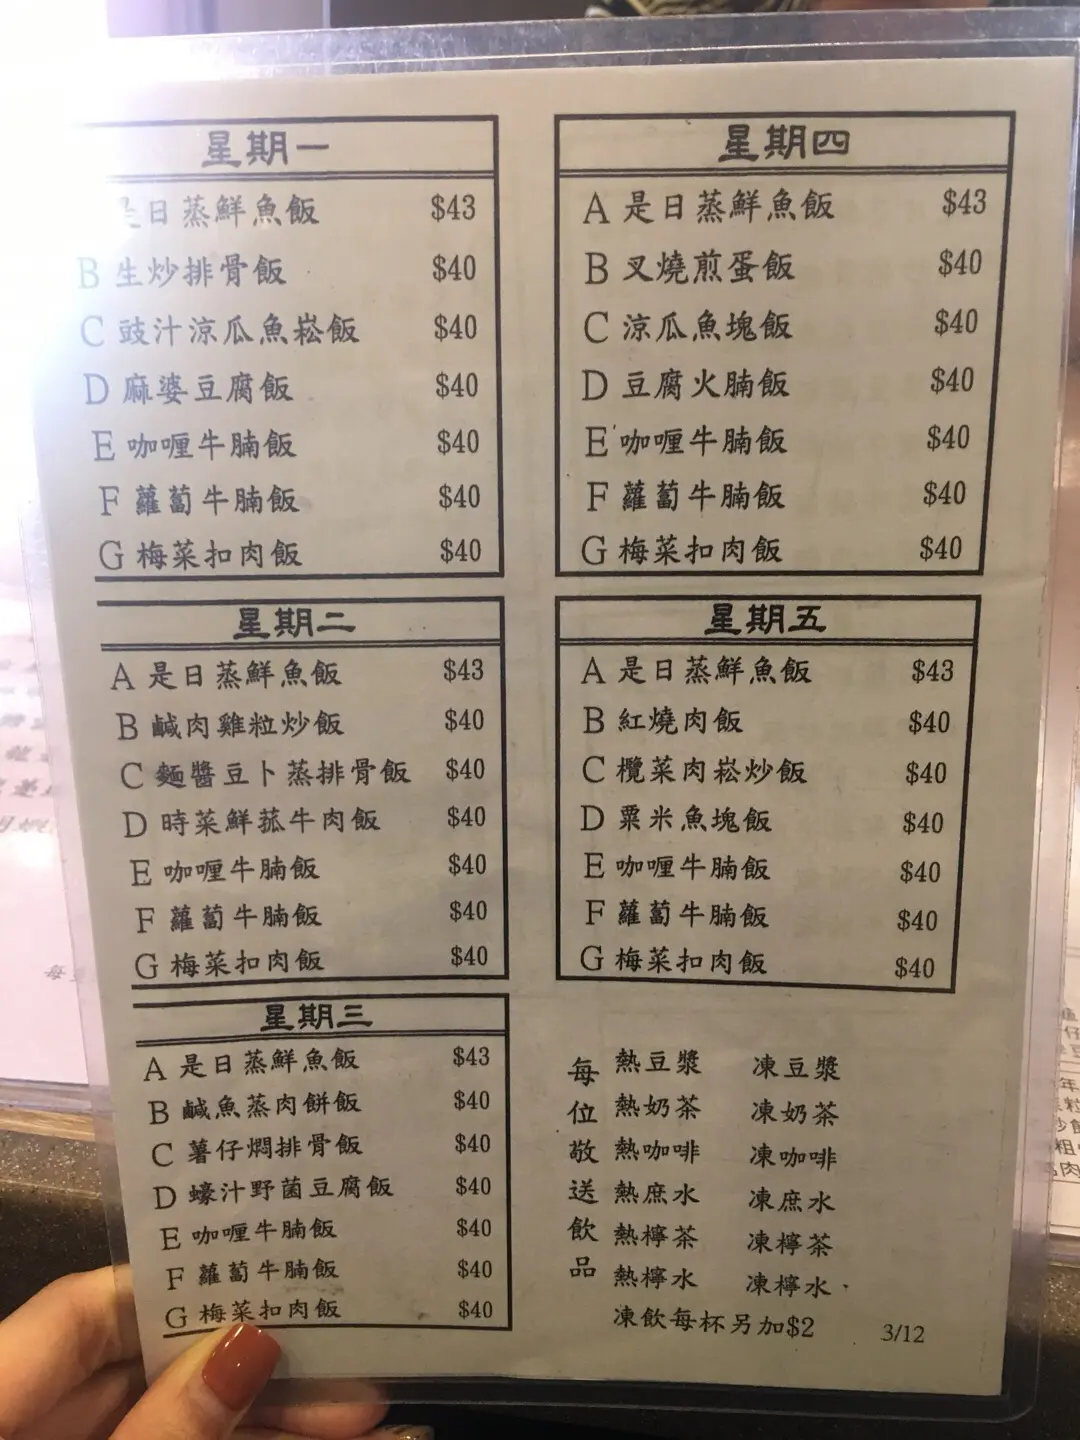 星期一
是日蒸鮮魚飯 $43
B 生炒排骨飯 $40
C 豉汁涼瓜魚崧飯 $40
D 麻婆豆腐飯 $40
E 咖喱牛腩飯 $40
F 蘿蔔牛腩飯 $40
G 梅菜扣肉飯 $40
星期二
A 是日蒸鮮魚飯 $43
B 鹹肉雞粒炒飯 $40
C 麵醬豆卜蒸排骨飯 $40
D 時菜鮮菰牛肉飯 $40
E 咖喱牛腩飯 $40
F 蘿蔔牛腩飯 $40
G 梅菜扣肉飯 $40
星期三
A 是日蒸鮮魚飯 $43
B 鹹魚蒸肉餅飯 $40
C 薯仔燜排骨飯 $40
D 蠔汁野菌豆腐飯 $40
E 咖喱牛腩飯 $40
F 蘿蔔牛腩飯 $40
G 梅菜扣肉飯 $40
星期四
A 是日蒸鮮魚飯 $43
B 叉燒煎蛋飯 $40
C 涼瓜魚塊飯 $40
D 豆腐火腩飯 $40
E 咖喱牛腩飯 $40
F 蘿蔔牛腩飯 $40
G 梅菜扣肉飯 $40
星期五
A 是日蒸鮮魚飯 $43
B 紅燒肉飯 $40
C 欖菜肉崧炒飯 $40
D 粟米魚塊飯 $40
E 咖喱牛腩飯 $40
F 蘿蔔牛腩飯 $40
G 梅菜扣肉飯 $40
每位敬送飲品
熱豆漿 凍豆漿
熱奶茶 凍奶茶
熱咖啡 凍咖啡
熱庶水 凍庶水
熱檸茶 凍檸茶
熱檸水 凍檸水
凍飲每杯另加$2 3/12